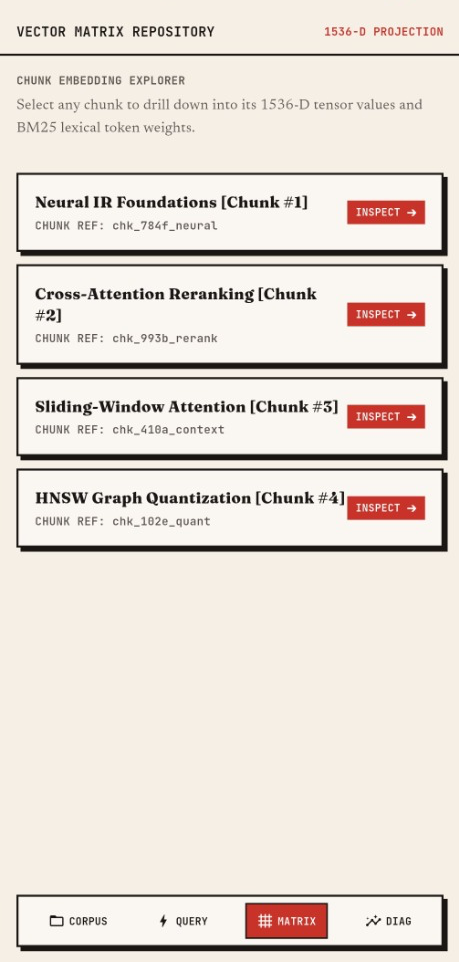 VECTOR MATRIX REPOSITORY
1536-D PROJECTION
CHUNK EMBEDDING EXPLORER
Select any chunk to drill down into its 1536-D tensor values and
BM25 lexical token weights.
Neural IR Foundations [Chunk #1]
CHUNK REF: chk_784f_neural
INSPECT →
Cross-Attention Reranking [Chunk
#2]
CHUNK REF: chk_993b_rerank
INSPECT →
Sliding-Window Attention [Chunk #3]
CHUNK REF: chk_410a_context
INSPECT →
HNSW Graph Quantization [Chunk #4]
CHUNK REF: chk_102e_quant
INSPECT →
CORPUS
QUERY
MATRIX
DIAG